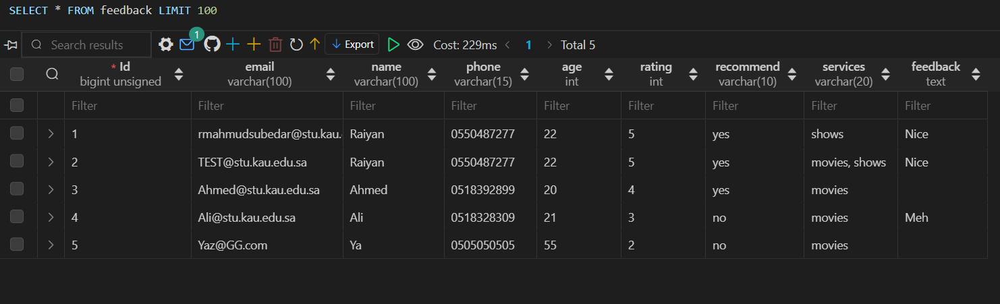 SELECT * FROM feedback LIMIT 100
Search results 1 Export Cost: 229ms 1 Total 5
* Id email name phone age rating recommend services feedback
bigint unsigned varchar(100) varchar(100) varchar(15) int int varchar(10) varchar(20) text
Filter Filter Filter Filter Filter Filter Filter Filter Filter
1 rmahmudsubedar@stu.kau. Raiyan 0550487277 22 5 yes shows Nice
2 TEST@stu.kau.edu.sa Raiyan 0550487277 22 5 yes movies, shows Nice
3 Ahmed@stu.kau.edu.sa Ahmed 0518392899 20 4 yes movies
4 Ali@stu.kau.edu.sa Ali 0518328309 21 3 no movies Meh
5 Yaz@GG.com Ya 0505050505 55 2 no movies